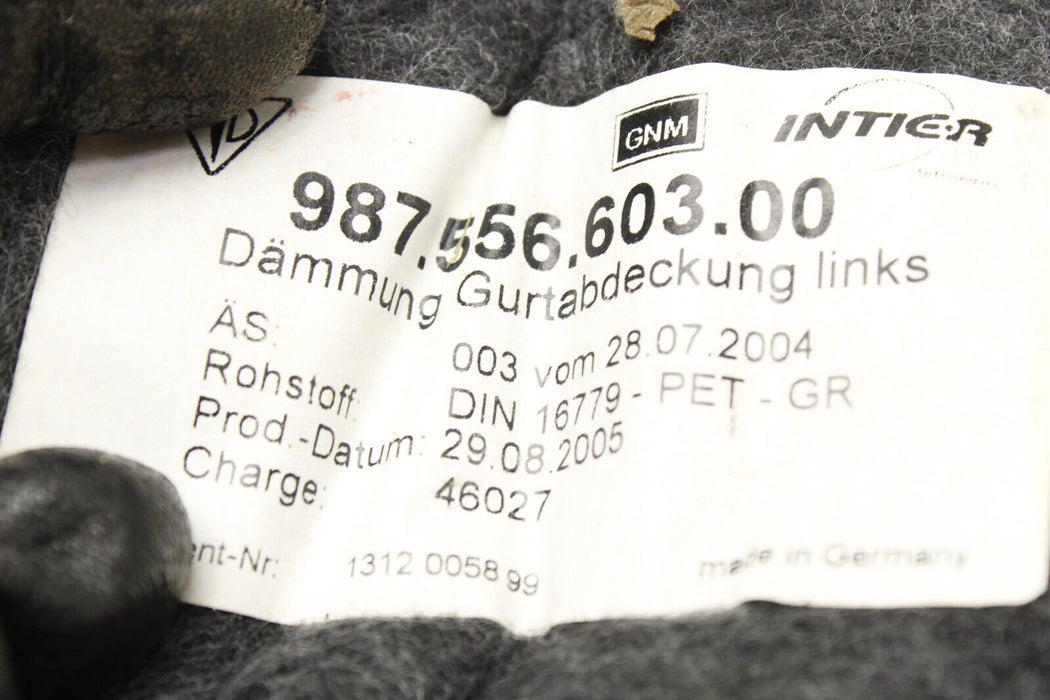 D
GNM
INTIER
Automotive
987.556.603.00
Dämmung Gurtabdeckung links
ÄS: 003 vom 28.07.2004
Rohstoff: DIN 16779 - PET - GR
Prod.-Datum: 29.08.2005
Charge: 46027
ent-Nr: 1312 0058 99
made in Germany